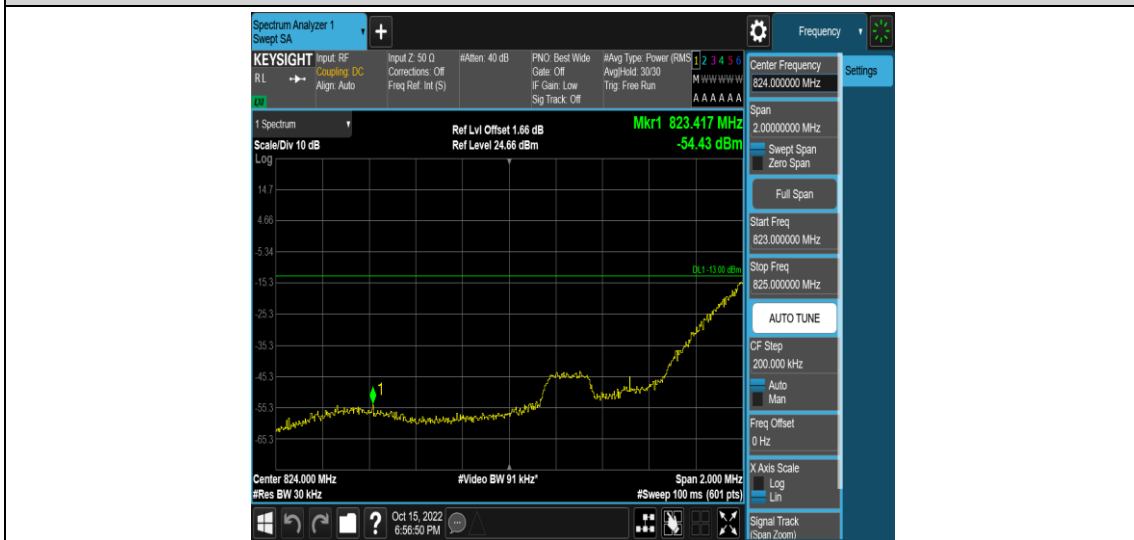 Spectrum Analyzer 1
Swept SA
+
Frequency
KEYSIGHT
RL
LXI
Input: RF
Coupling: DC
Align: Auto
Input Z: 50 Ω
Corrections: Off
Freq Ref: Int (S)
#Atten: 40 dB
PNO: Best Wide
Gate: Off
IF Gain: Low
Sig Track: Off
#Avg Type: Power (RMS
Avg|Hold: 30/30
Trig: Free Run
1 2 3 4 5 6
M W W W W W
A A A A A A
1 Spectrum
Scale/Div 10 dB
Log
Ref Lvl Offset 1.66 dB
Ref Level 24.66 dBm
Mkr1 823.417 MHz
-54.43 dBm
14.7
4.66
-5.34
DL1 -13.00 dBm
-15.3
-25.3
-35.3
-45.3
1
-55.3
-65.3
Center 824.000 MHz
#Video BW 91 kHz*
Span 2.000 MHz
#Res BW 30 kHz
#Sweep 100 ms (601 pts)
Settings
Center Frequency
824.000000 MHz
Span
2.00000000 MHz
Swept Span
Zero Span
Full Span
Start Freq
823.000000 MHz
Stop Freq
825.000000 MHz
AUTO TUNE
CF Step
200.000 kHz
Auto
Man
Freq Offset
0 Hz
X Axis Scale
Log
Lin
Signal Track
(Span Zoom)
?
Oct 15, 2022
6:56:50 PM